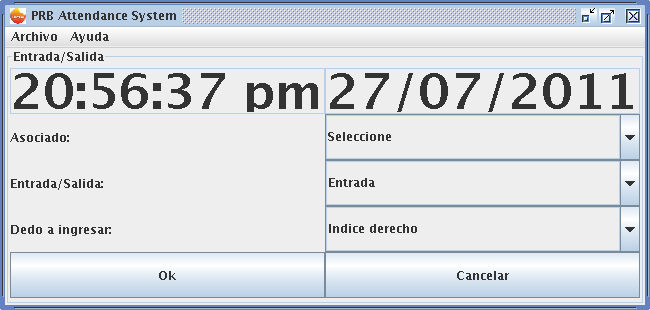 PRB Attendance System
Archivo Ayuda
Entrada/Salida
20:56:37 pm 27/07/2011
Asociado: Seleccione
Entrada/Salida: Entrada
Dedo a ingresar: Indice derecho
Ok Cancelar